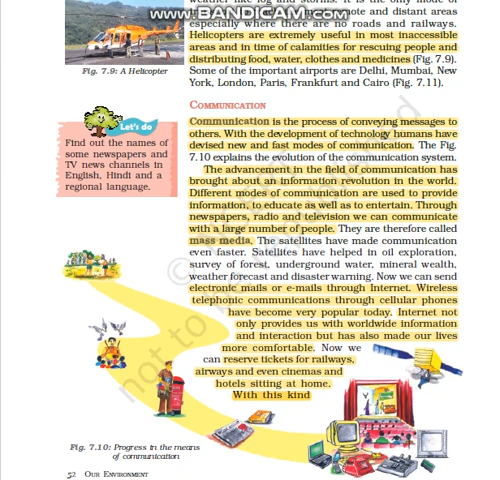 www.BANDICAM.com
weather like fog and storms. It is the only mode of
especially where there are no roads and railways.
Helicopters are extremely useful in most inaccessible
areas and in time of calamities for rescuing people and
distributing food, water, clothes and medicines (Fig. 7.9).
Some of the important airports are Delhi, Mumbai, New
York, London, Paris, Frankfurt and Cairo (Fig. 7.11).
Fig. 7.9: A Helicopter
COMMUNICATION
Communication is the process of conveying messages to
others. With the development of technology humans have
devised new and fast modes of communication. The Fig.
7.10 explains the evolution of the communication system.
The advancement in the field of communication has
brought about an information revolution in the world.
Different modes of communication are used to provide
information, to educate as well as to entertain. Through
newspapers, radio and television we can communicate
with a large number of people. They are therefore called
mass media. The satellites have made communication
even faster. Satellites have helped in oil exploration,
survey of forest, underground water, mineral wealth,
weather forecast and disaster warning. Now we can send
electronic mails or e-mails through Internet. Wireless
telephonic communications through cellular phones
have become very popular today. Internet not
only provides us with worldwide information
and interaction but has also made our lives
more comfortable. Now we
can reserve tickets for railways,
airways and even cinemas and
hotels sitting at home.
With this kind
Let's do
Find out the names of
some newspapers and
TV news channels in
English, Hindi and a
regional language.
Fig. 7.10: Progress in the means
of communication
52 OUR ENVIRONMENT